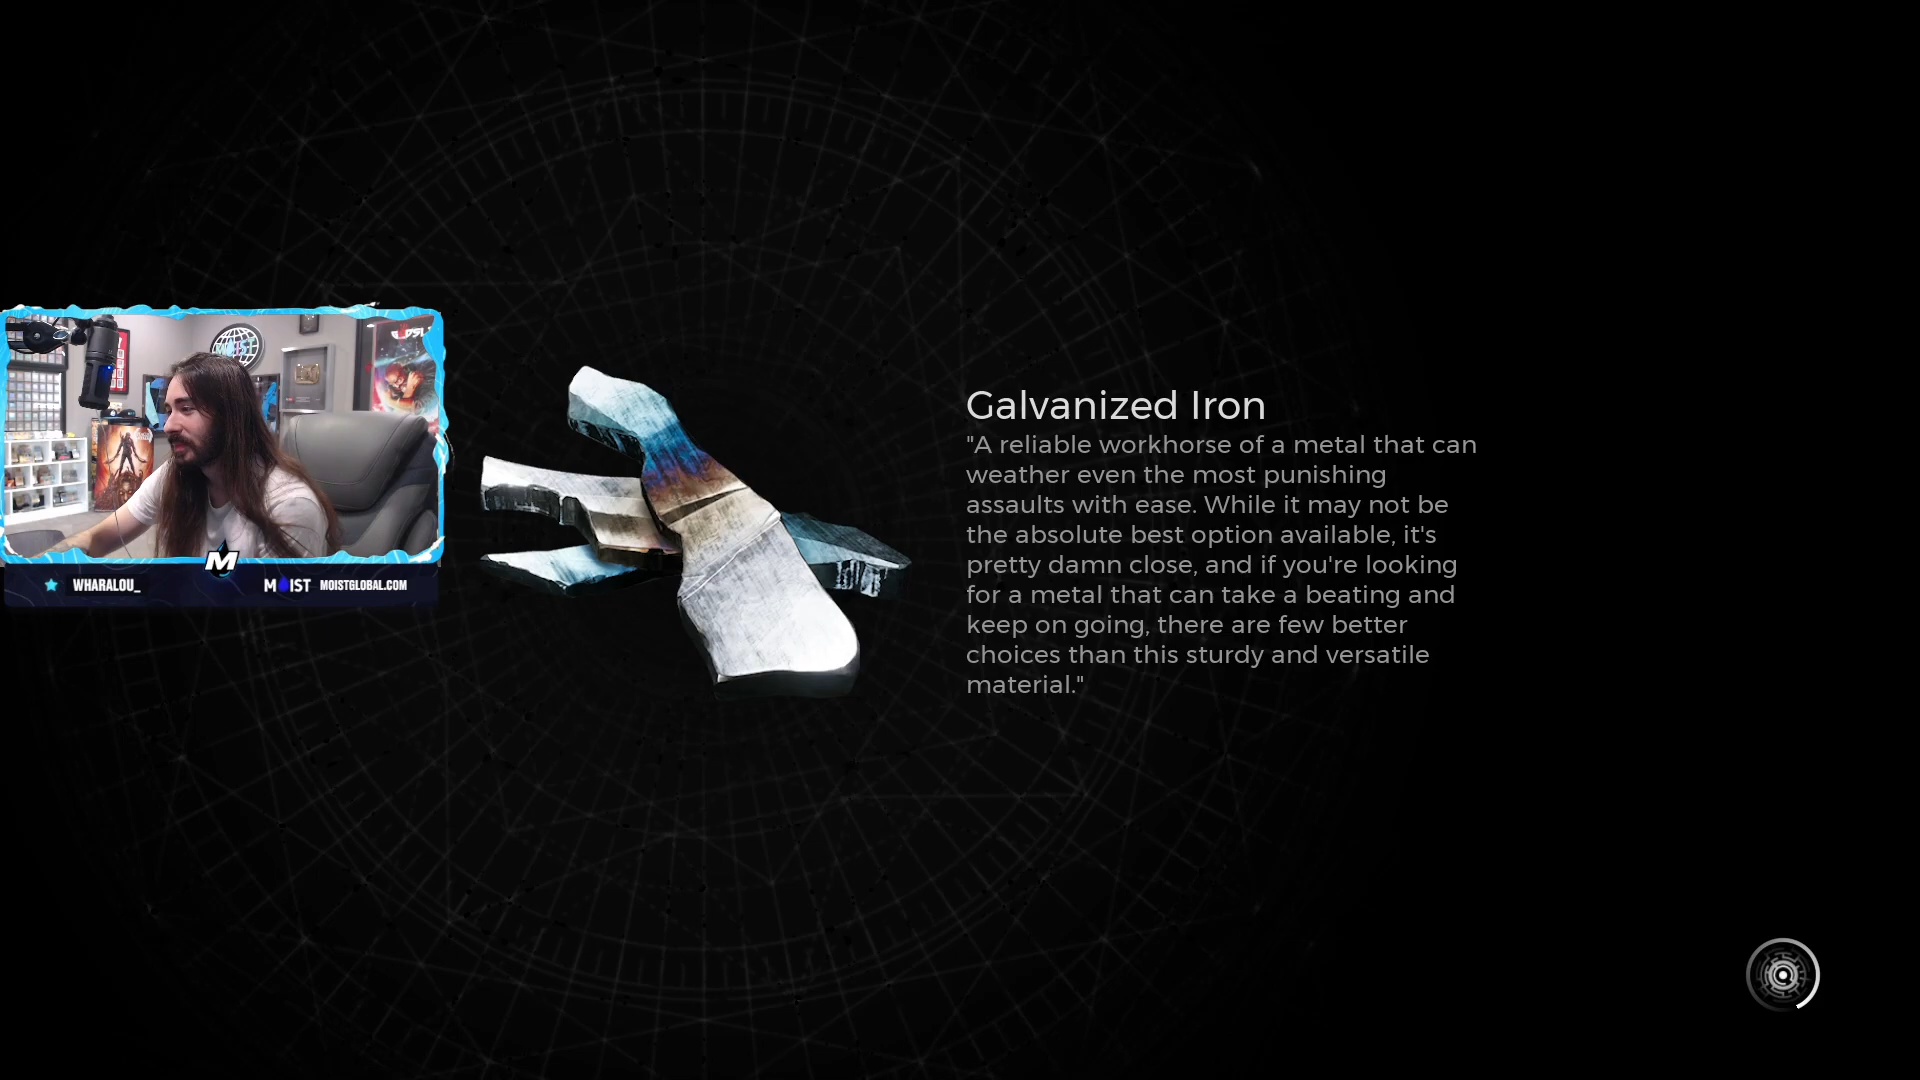 MOIST
M
WHARALOU_
MOIST MOISTGLOBAL.COM
Galvanized Iron
"A reliable workhorse of a metal that can
weather even the most punishing
assaults with ease. While it may not be
the absolute best option available, it's
pretty damn close, and if you're looking
for a metal that can take a beating and
keep on going, there are few better
choices than this sturdy and versatile
material."